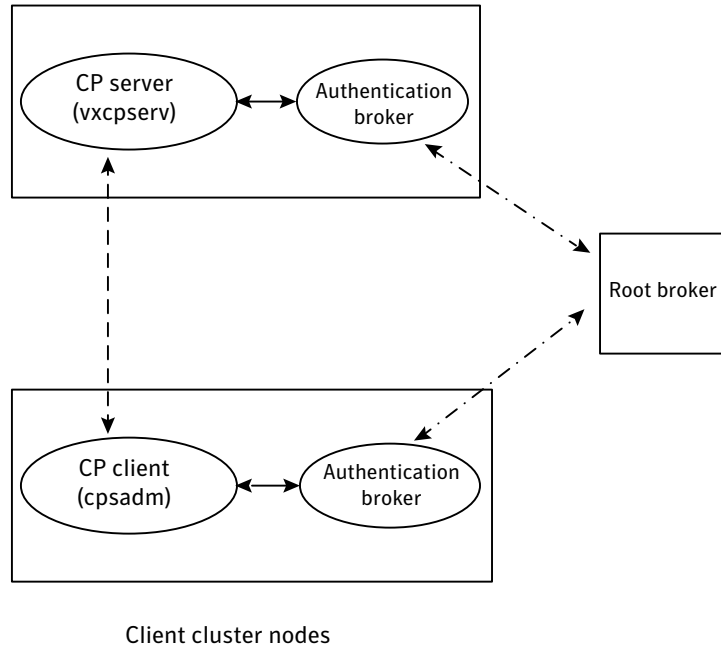 CP server
(vxcpserv)
Authentication
broker
Root broker
CP client
(cpsadm)
Authentication
broker
Client cluster nodes